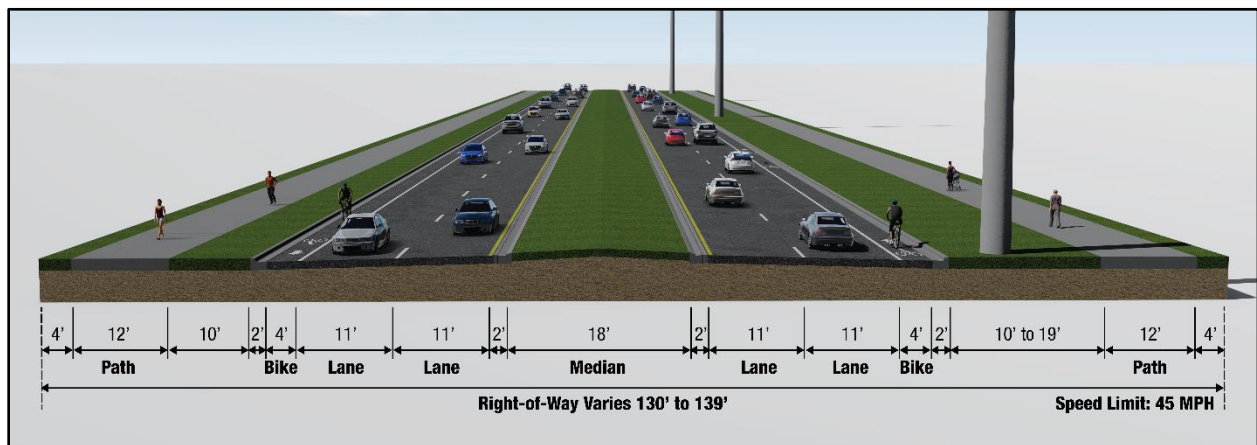 4' 12' 10' 2' 4' 11' 11' 2' 18' 2' 11' 11' 4' 2' 10' to 19' 12' 4'
Path Bike Lane Lane Median Lane Lane Bike Path
Right-of-Way Varies 130' to 139' Speed Limit: 45 MPH